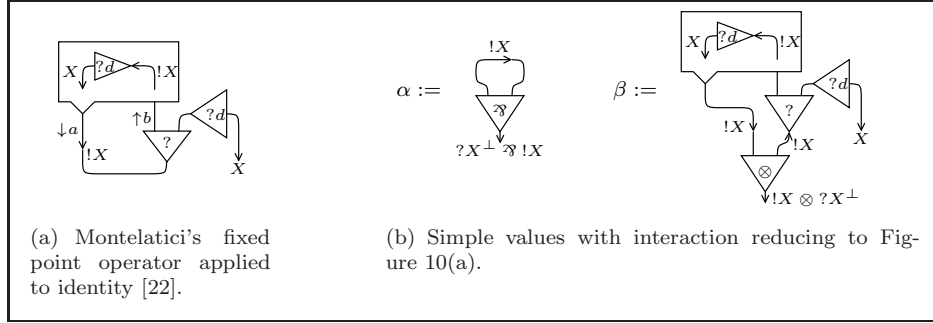 ?d
X
!X
↓a
↑b
?
?d
!X
X
(a) Montelatici's fixed
point operator applied
to identity [22].
α :=
!X
⅋
?X⊥ ⅋ !X
β :=
?d
X
!X
?
?d
!X
!X
X
⊗
!X ⊗ ?X⊥
(b) Simple values with interaction reducing to Fig-
ure 10(a).